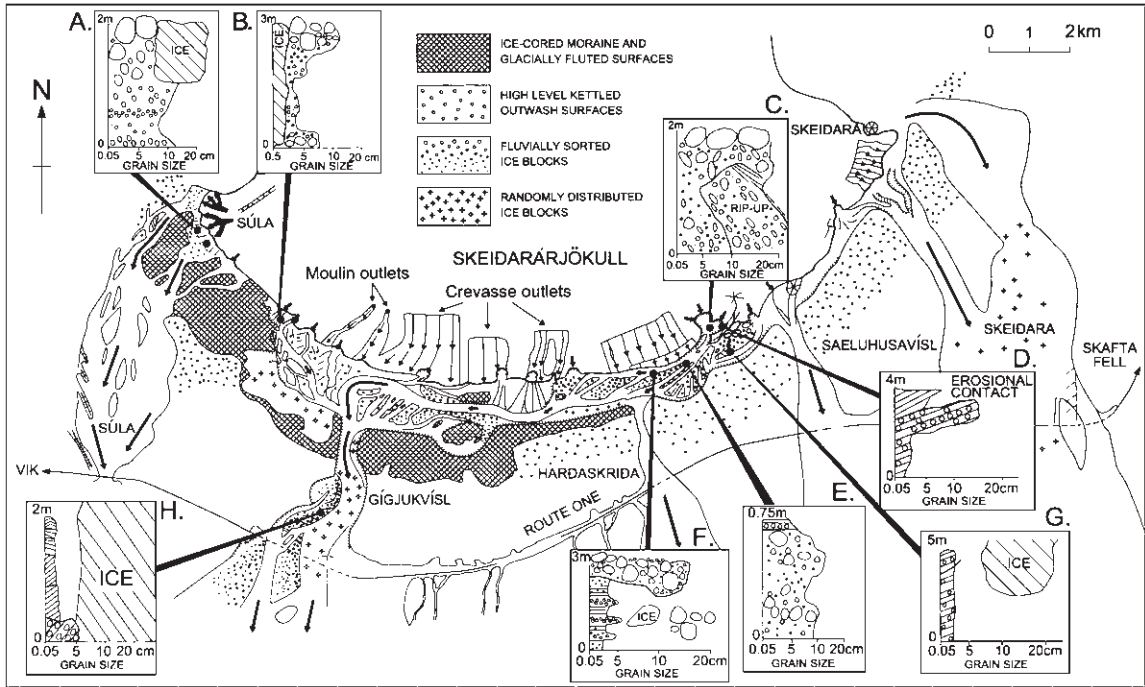 A.
2m
ICE
0
0.05 5 10 20 cm
GRAIN SIZE
B.
3m
ICE
0
0.5 5 10 20 cm
GRAIN SIZE
ICE-CORED MORAINE AND
GLACIALLY FLUTED SURFACES
HIGH LEVEL KETTLED
OUTWASH SURFACES
FLUVIALLY SORTED
ICE BLOCKS
RANDOMLY DISTRIBUTED
ICE BLOCKS
0 1 2 km
N
C.
2m
RIP-UP
0
0.05 5 10 20cm
GRAIN SIZE
SKEIDARÁ
SÚLA
SKEIÐARÁRJÖKULL
Moulin outlets
Crevasse outlets
SAELUHUSAVÍSL
SKEIDARA
SKAFTA
FELL
D.
4m
EROSIONAL
CONTACT
0
0.05 5 10 20cm
GRAIN SIZE
SÚLA
VIK
GÍGJUKVÍSL
HARÐASKRIDA
ROUTE ONE
E.
0.75m
0
0.05 5 10 20cm
GRAIN SIZE
F.
3m
ICE
0
0.05 5 10 20cm
GRAIN SIZE
G.
5m
ICE
0
0.05 5 10 20cm
GRAIN SIZE
H.
2m
ICE
0
0.05 5 10 20 cm
GRAIN SIZE